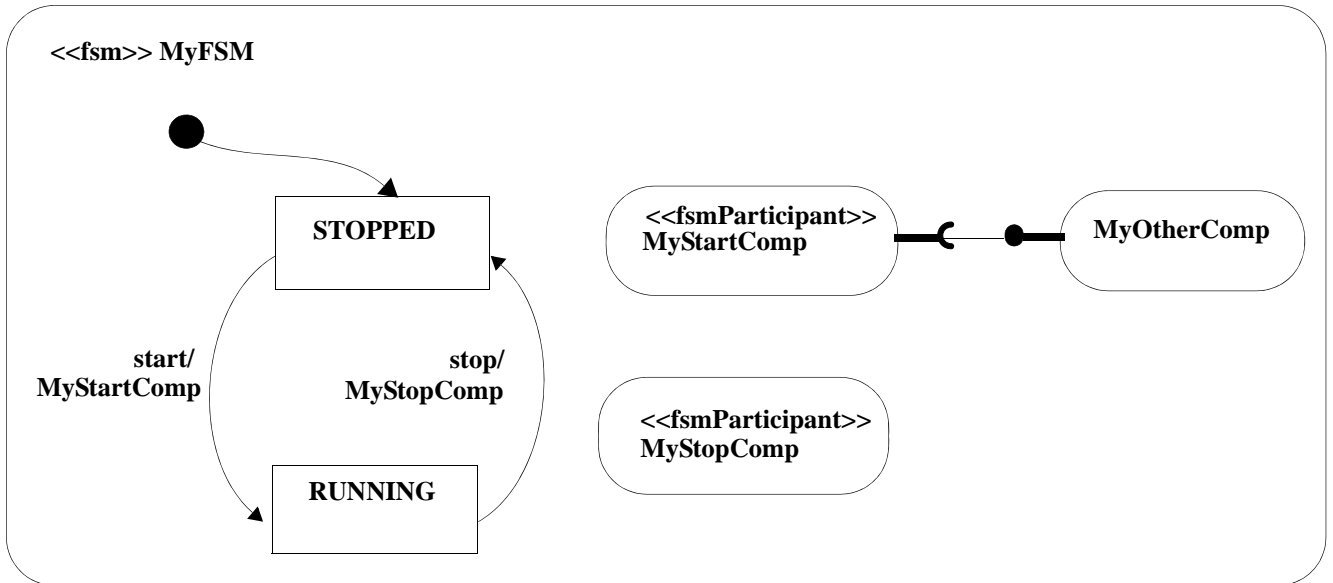 <<fsm>> MyFSM
STOPPED
start/
MyStartComp
stop/
MyStopComp
RUNNING
<<fsmParticipant>>
MyStartComp
MyOtherComp
<<fsmParticipant>>
MyStopComp